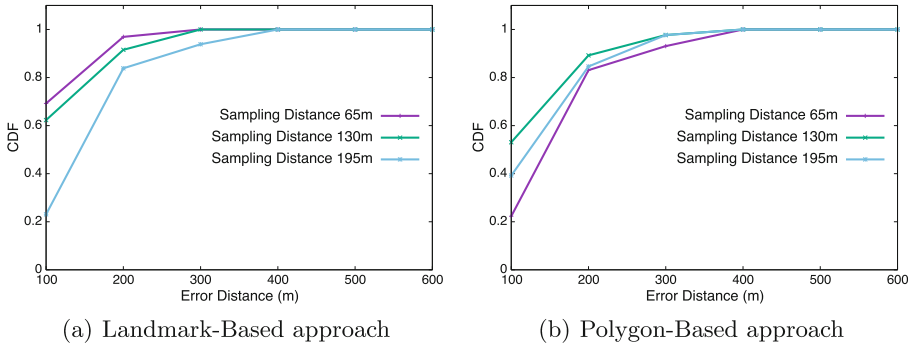 1
0.8
0.6
0.4
0.2
0
CDF
Sampling Distance 65m
Sampling Distance 130m
Sampling Distance 195m
100 200 300 400 500 600
Error Distance (m)
(a) Landmark-Based approach
1
0.8
0.6
0.4
0.2
0
CDF
Sampling Distance 65m
Sampling Distance 130m
Sampling Distance 195m
100 200 300 400 500 600
Error Distance (m)
(b) Polygon-Based approach